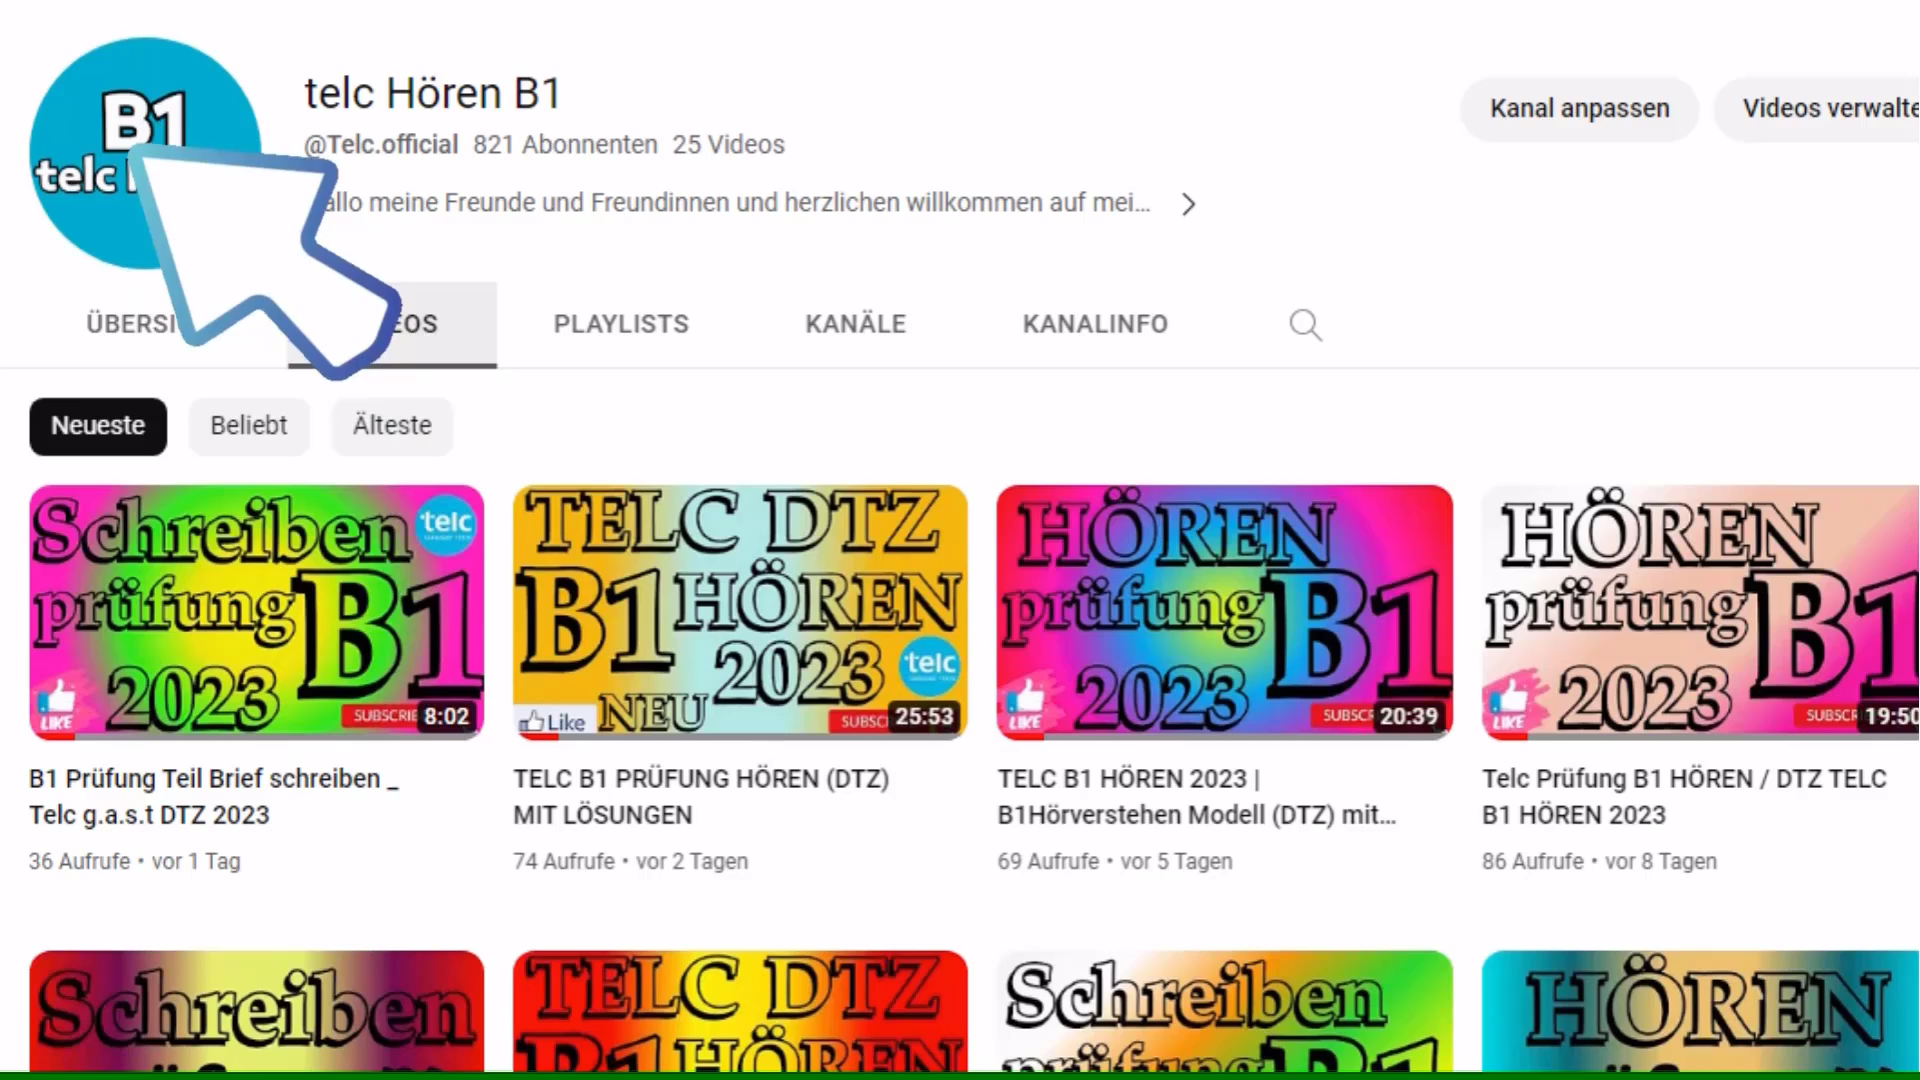 B1
telc
telc Hören B1
@Telc.official 821 Abonnenten 25 Videos
allo meine Freunde und Freundinnen und herzlichen willkommen auf mei...
Kanal anpassen
Videos verwalte
ÜBERSI EOS PLAYLISTS KANÄLE KANALINFO
Neueste Beliebt Älteste
Schreiben
telc
prüfung B1
2023
LIKE
SUBSCRIE 8:02
TELC DTZ
B1 HÖREN
2023
telc
Like NEU
SUBSC 25:53
HÖREN
prüfung B1
2023
LIKE
SUBSCR 20:39
HÖREN
prüfung B1
2023
LIKE
SUBSCR 19:50
B1 Prüfung Teil Brief schreiben _
Telc g.a.s.t DTZ 2023
36 Aufrufe • vor 1 Tag
TELC B1 PRÜFUNG HÖREN (DTZ)
MIT LÖSUNGEN
74 Aufrufe • vor 2 Tagen
TELC B1 HÖREN 2023 |
B1Hörverstehen Modell (DTZ) mit...
69 Aufrufe • vor 5 Tagen
Telc Prüfung B1 HÖREN / DTZ TELC
B1 HÖREN 2023
86 Aufrufe • vor 8 Tagen
Schreiben
TELC DTZ
B1 HÖREN
Schreiben
prüfung B1
HÖREN